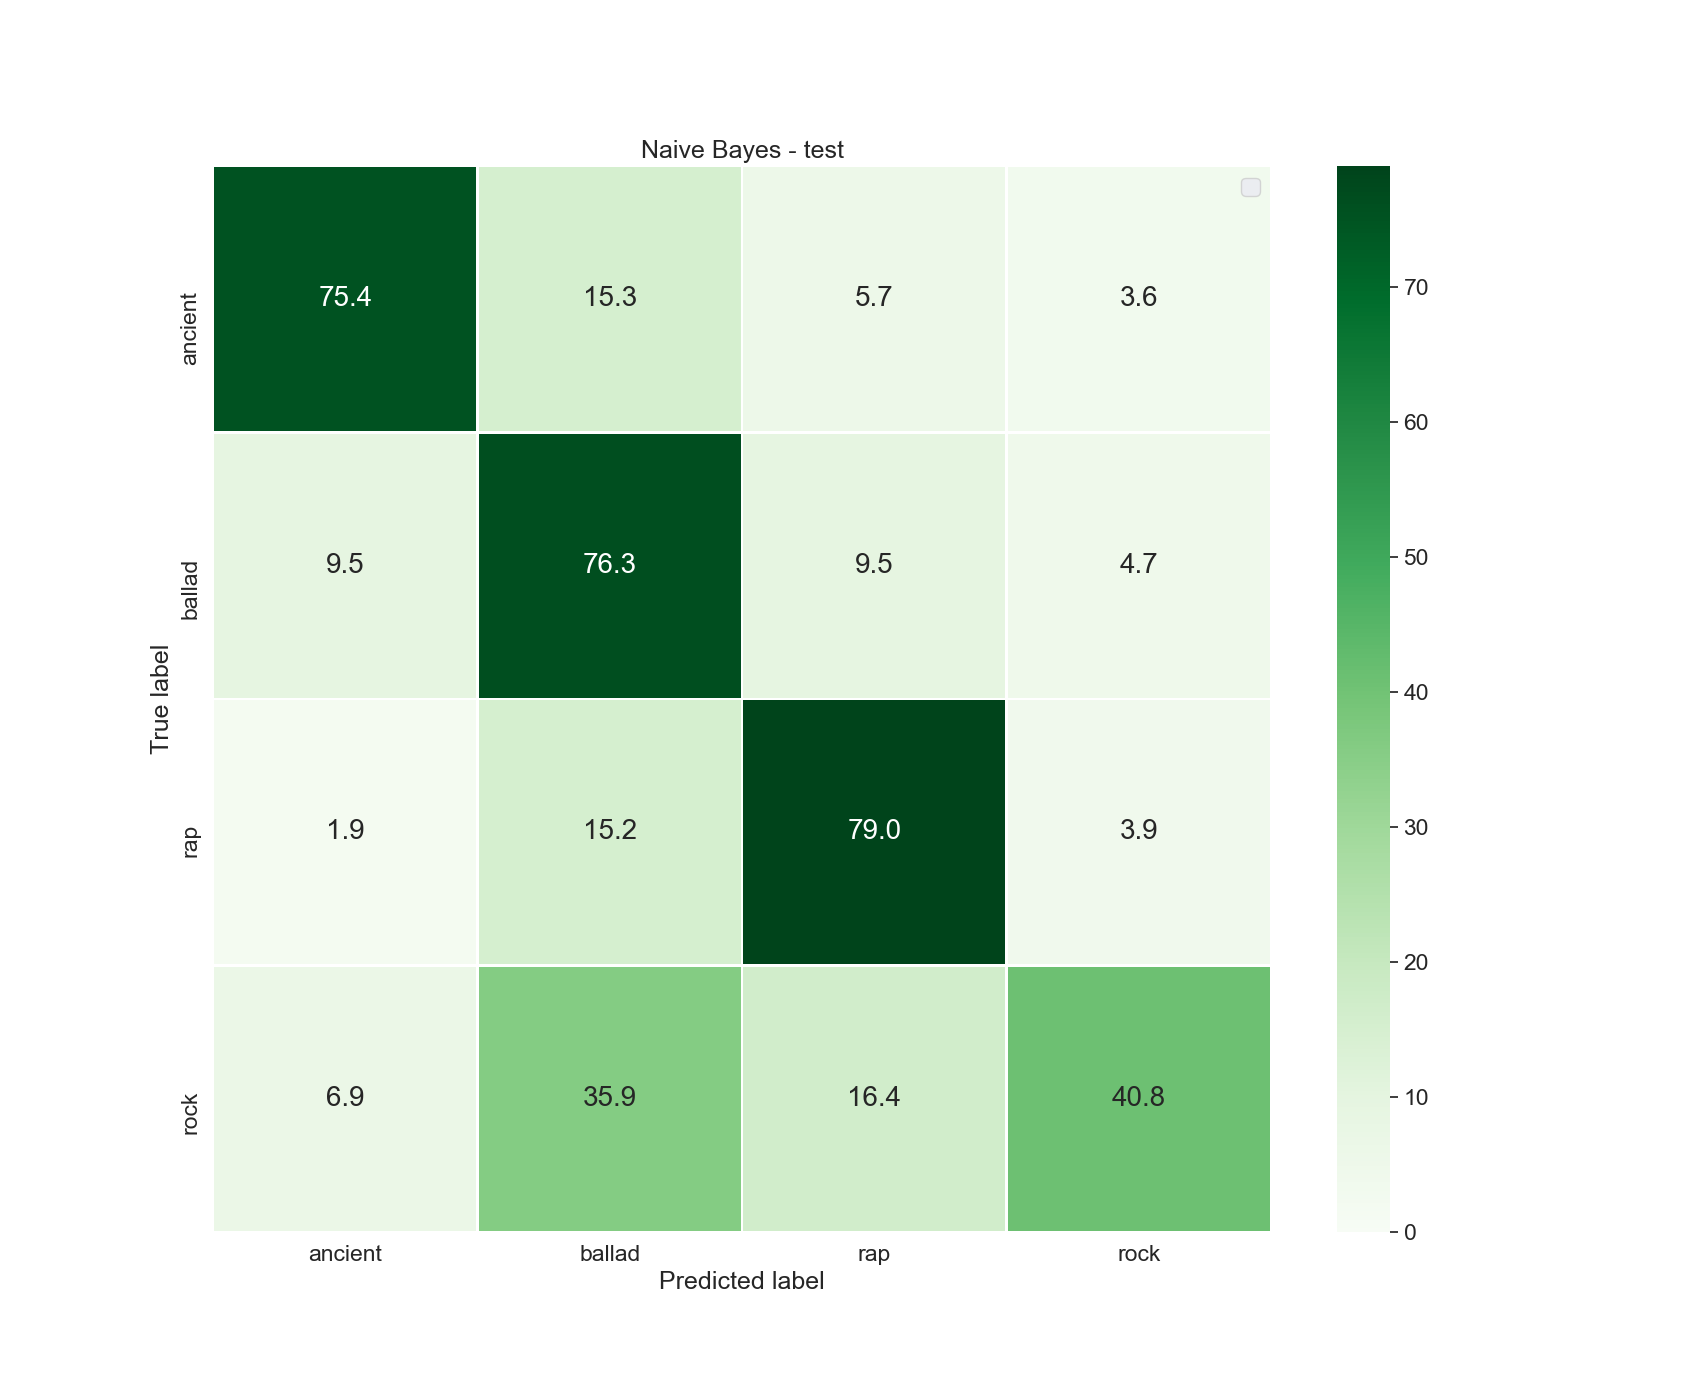 Naive Bayes - test
75.4 15.3 5.7 3.6
ancient
9.5 76.3 9.5 4.7
ballad
1.9 15.2 79.0 3.9
rap
6.9 35.9 16.4 40.8
rock
True label
ancient ballad rap rock
Predicted label
70
60
50
40
30
20
10
0